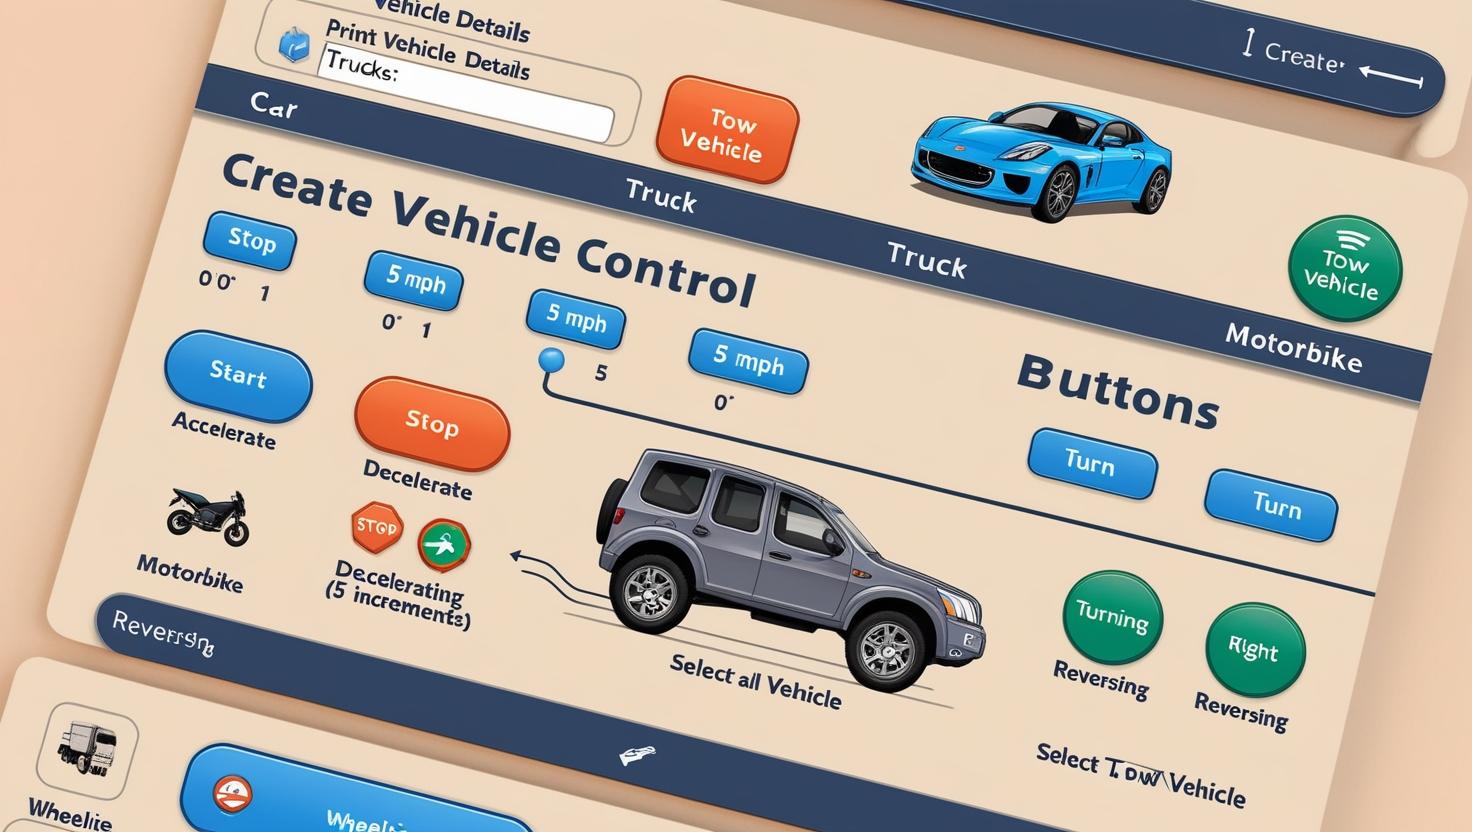 Vehicle Details
Print Vehicle Details
Trucks:
Create
Tow
Vehicle
Tow
Vehicle
Car
Truck
Truck
Motorbike
Create Vehicle Control
Stop
5 mph
5 mph
5 mph
0 0 1
0 1
5
0
Buttons
Turn
Turn
Start
Accelerate
Stop
Decelerate
Motorbike
STOP
Decelerating
(5 increments)
Select all Vehicle
Turning
Reversing
Right
Reversing
Reversing
Select Tow Vehicle